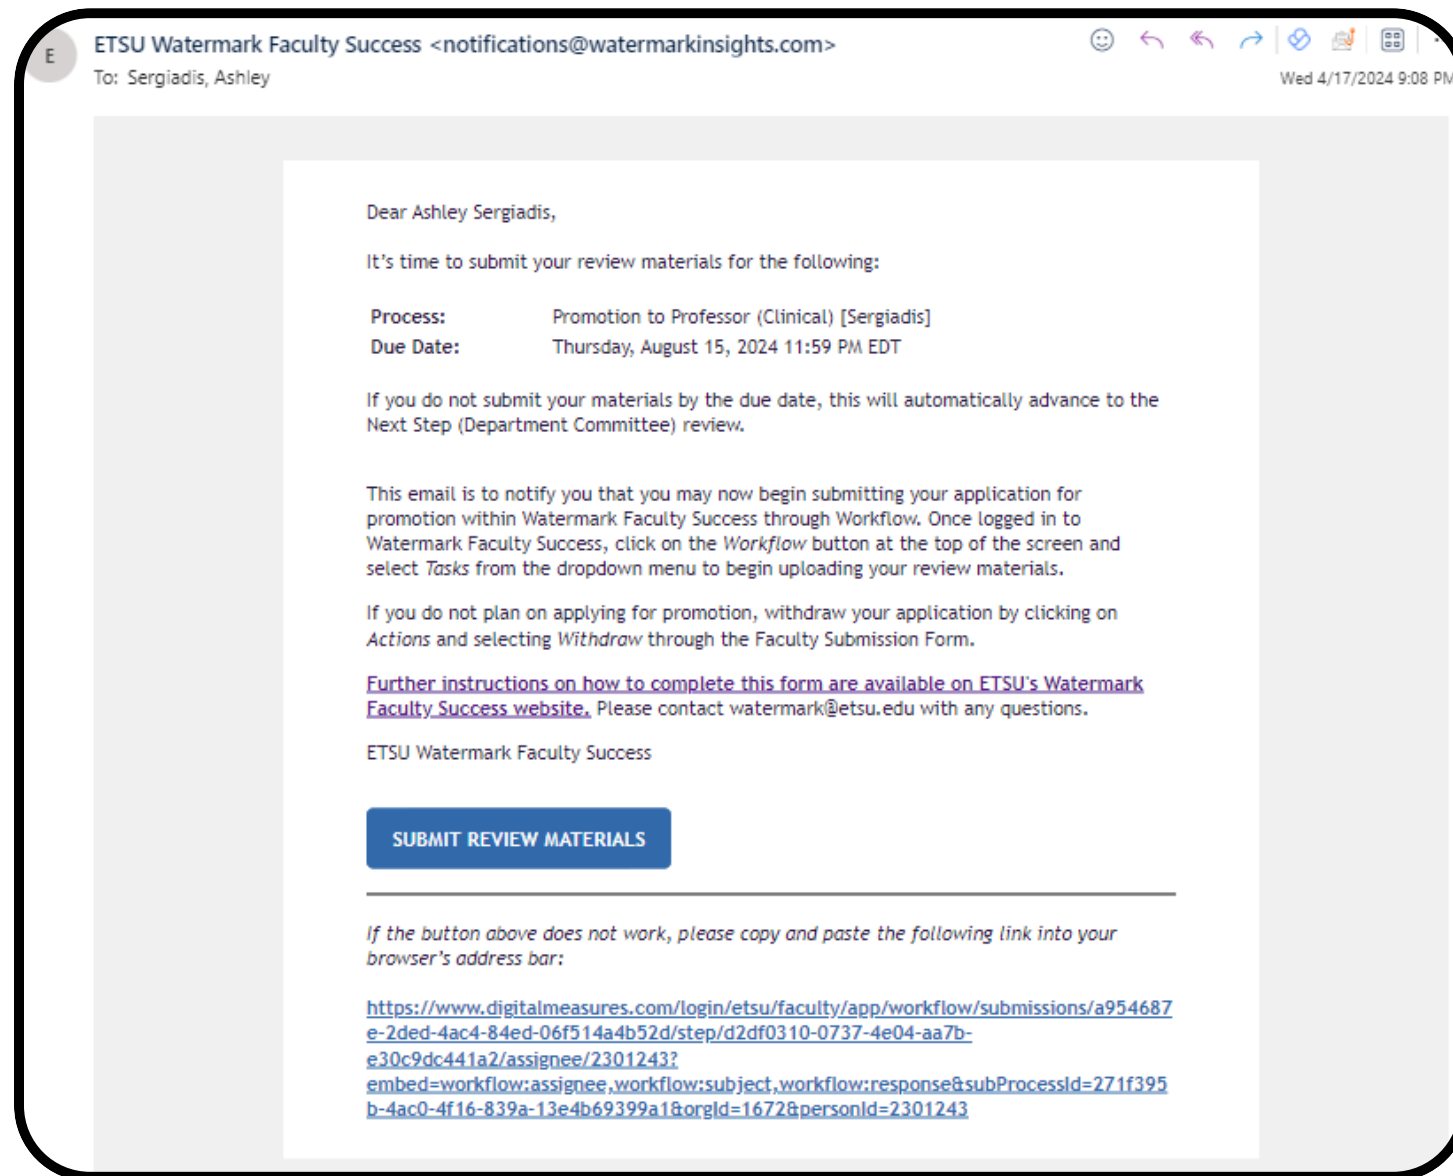 E
ETSU Watermark Faculty Success <notifications@watermarkinsights.com>
To: Sergiadis, Ashley
Wed 4/17/2024 9:08 PM
Dear Ashley Sergiadis,
It's time to submit your review materials for the following:
Process: Promotion to Professor (Clinical) [Sergiadis]
Due Date: Thursday, August 15, 2024 11:59 PM EDT
If you do not submit your materials by the due date, this will automatically advance to the
Next Step (Department Committee) review.
This email is to notify you that you may now begin submitting your application for
promotion within Watermark Faculty Success through Workflow. Once logged in to
Watermark Faculty Success, click on the Workflow button at the top of the screen and
select Tasks from the dropdown menu to begin uploading your review materials.
If you do not plan on applying for promotion, withdraw your application by clicking on
Actions and selecting Withdraw through the Faculty Submission Form.
Further instructions on how to complete this form are available on ETSU's Watermark
Faculty Success website. Please contact watermark@etsu.edu with any questions.
ETSU Watermark Faculty Success
SUBMIT REVIEW MATERIALS
If the button above does not work, please copy and paste the following link into your
browser's address bar:
https://www.digitalmeasures.com/login/etsu/faculty/app/workflow/submissions/a954687
e-2ded-4ac4-84ed-06f514a4b52d/step/d2df0310-0737-4e04-aa7b-
e30c9dc441a2/assignee/2301243?
embed=workflow:assignee,workflow:subject,workflow:response&subProcessId=271f395
b-4ac0-4f16-839a-13e4b69399a1&orgId=1672&personId=2301243